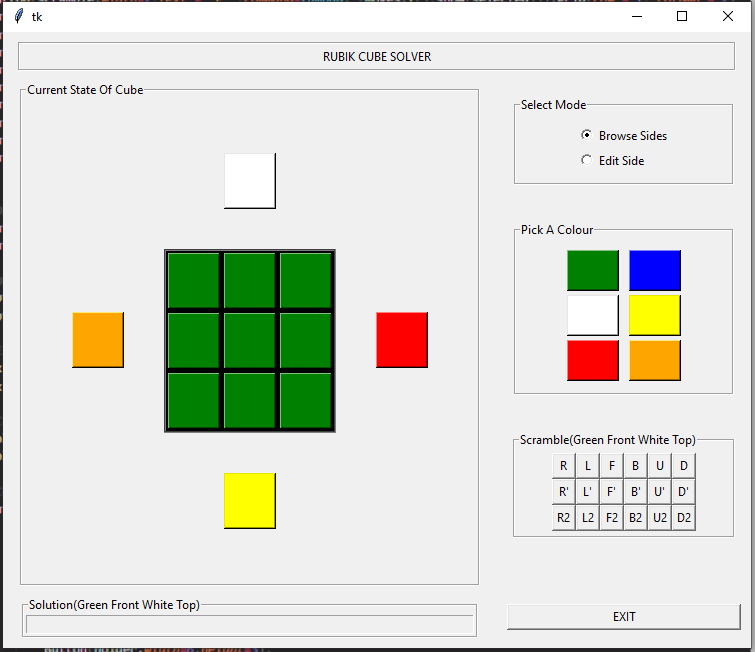 tk
RUBIK CUBE SOLVER
Current State Of Cube
Select Mode
Browse Sides
Edit Side
Pick A Colour
Scramble(Green Front White Top)
R L F B U D
R' L' F' B' U' D'
R2 L2 F2 B2 U2 D2
Solution(Green Front White Top)
EXIT